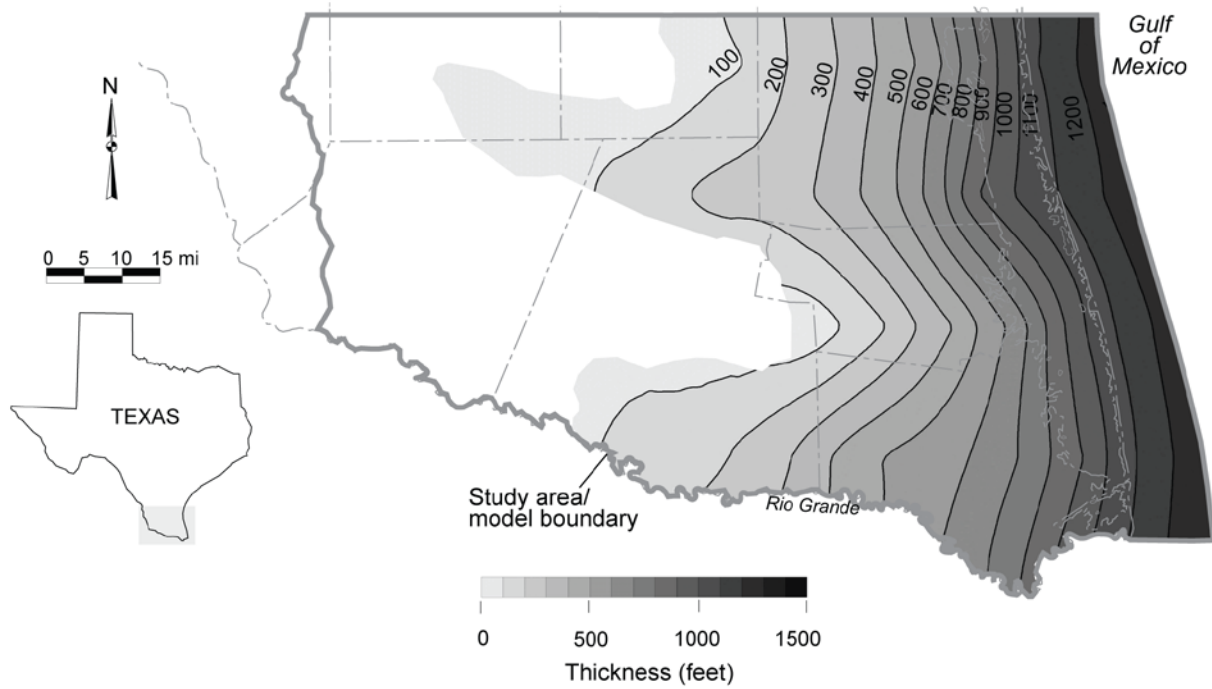 Gulf
of
Mexico
N
100
200
300
400
500
600
700
800
900
1000
1100
1200
0 5 10 15 mi
TEXAS
Study area/
model boundary
Rio Grande
0 500 1000 1500
Thickness (feet)